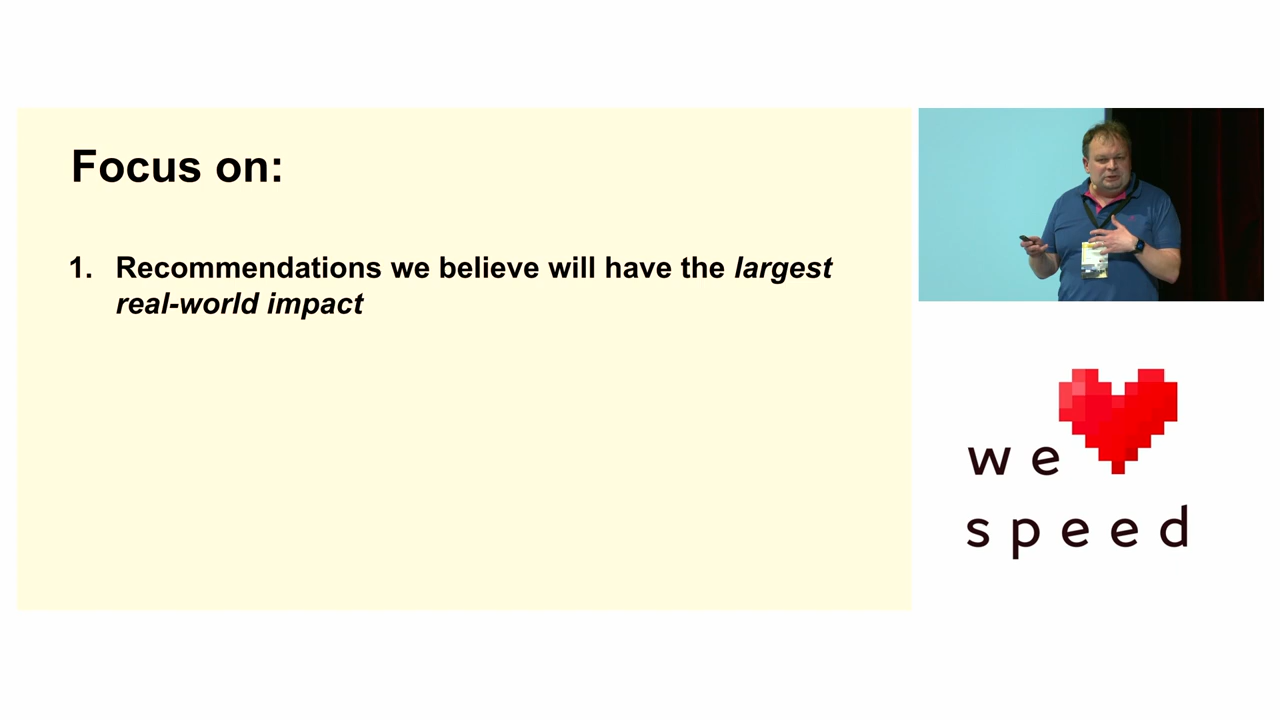 Focus on:
1. Recommendations we believe will have the largest
real-world impact
we
speed